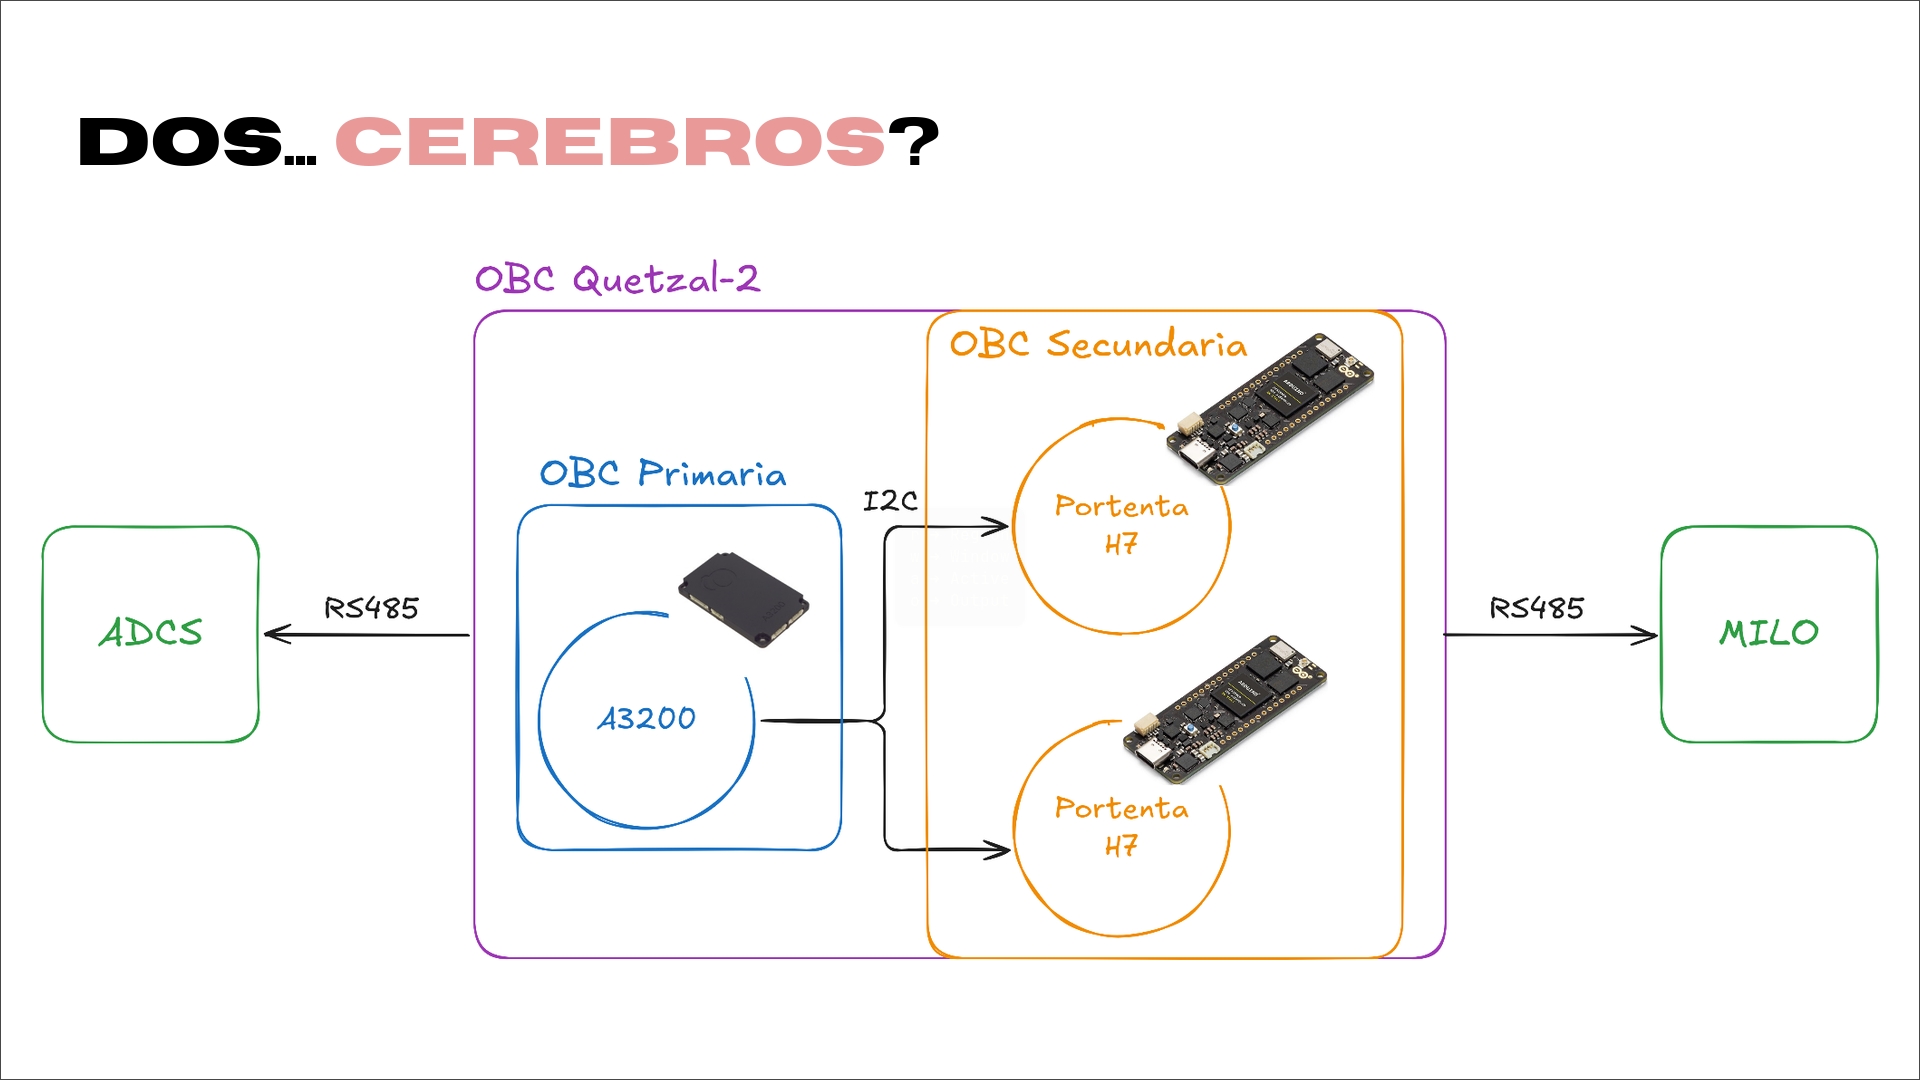 DOS... CEREBROS?
OBC Quetzal-2
OBC Secundaria
OBC Primaria
I2C
Portenta
H7
ADCS
RS485
A3200
Portenta
H7
RS485
MILO